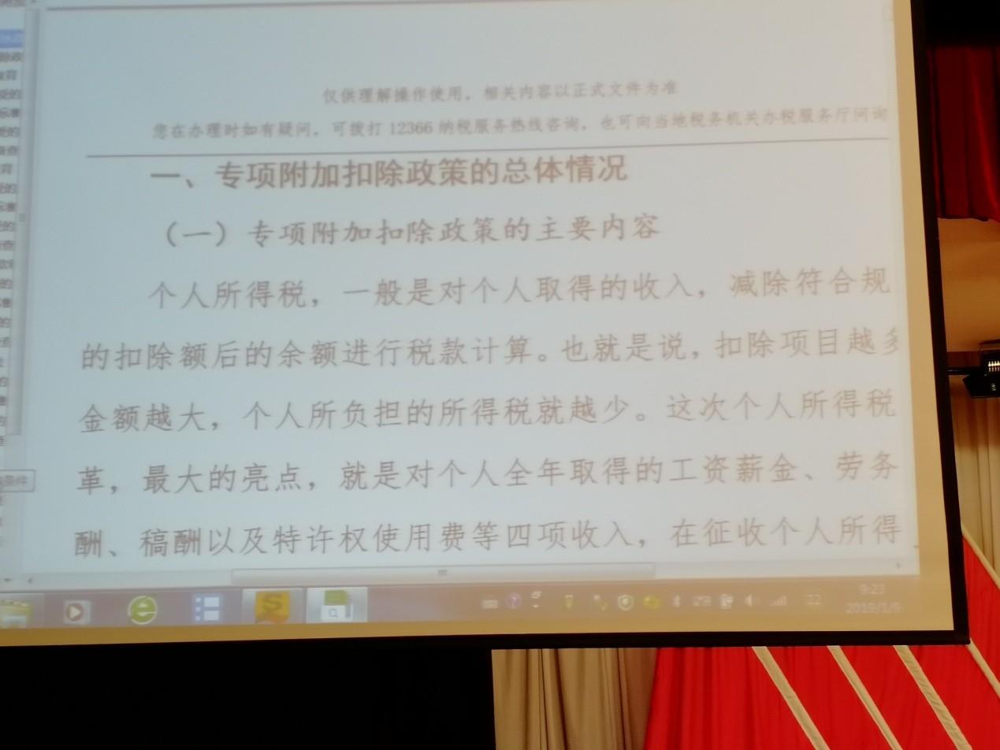 仅供理解操作使用，相关内容以正式文件为准
您在办理时如有疑问，可拨打 12366 纳税服务热线咨询，也可向当地税务机关办税服务厅问询
一、专项附加扣除政策的总体情况
（一）专项附加扣除政策的主要内容
个人所得税，一般是对个人取得的收入，减除符合规
的扣除额后的余额进行税款计算。也就是说，扣除项目越多
金额越大，个人所负担的所得税就越少。这次个人所得税
革，最大的亮点，就是对个人全年取得的工资薪金、劳务
酬、稿酬以及特许权使用费等四项收入，在征收个人所得
条件
22
9:23
2019/1/9